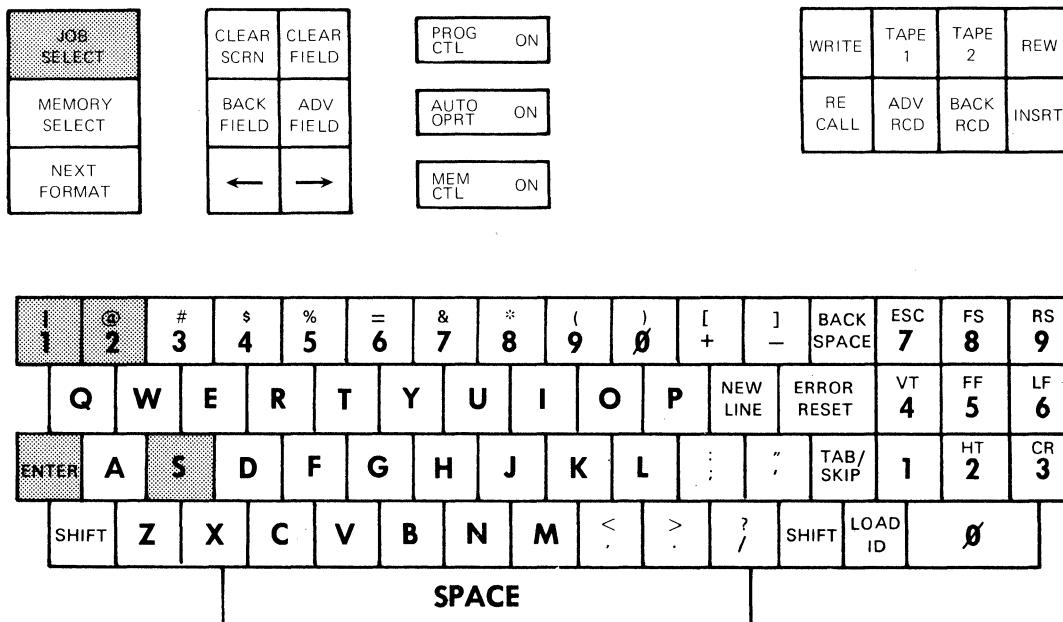 JOB SELECT
MEMORY SELECT
NEXT FORMAT
CLEAR SCRN CLEAR FIELD
BACK FIELD ADV FIELD
← →
PROG CTL ON
AUTO OPRT ON
MEM CTL ON
WRITE TAPE 1 TAPE 2 REW
RE CALL ADV RCD BACK RCD INSRT
| @ # $ % = & * ( ) [ ] BACK SPACE ESC FS RS
1 2 3 4 5 6 7 8 9 Ø + – 7 8 9
Q W E R T Y U I O P NEW LINE ERROR RESET VT 4 FF 5 LF 6
ENTER A S D F G H J K L : ; " ' TAB/ SKIP 1 HT 2 CR 3
SHIFT Z X C V B N M < , > . ? / SHIFT LOAD ID Ø
SPACE